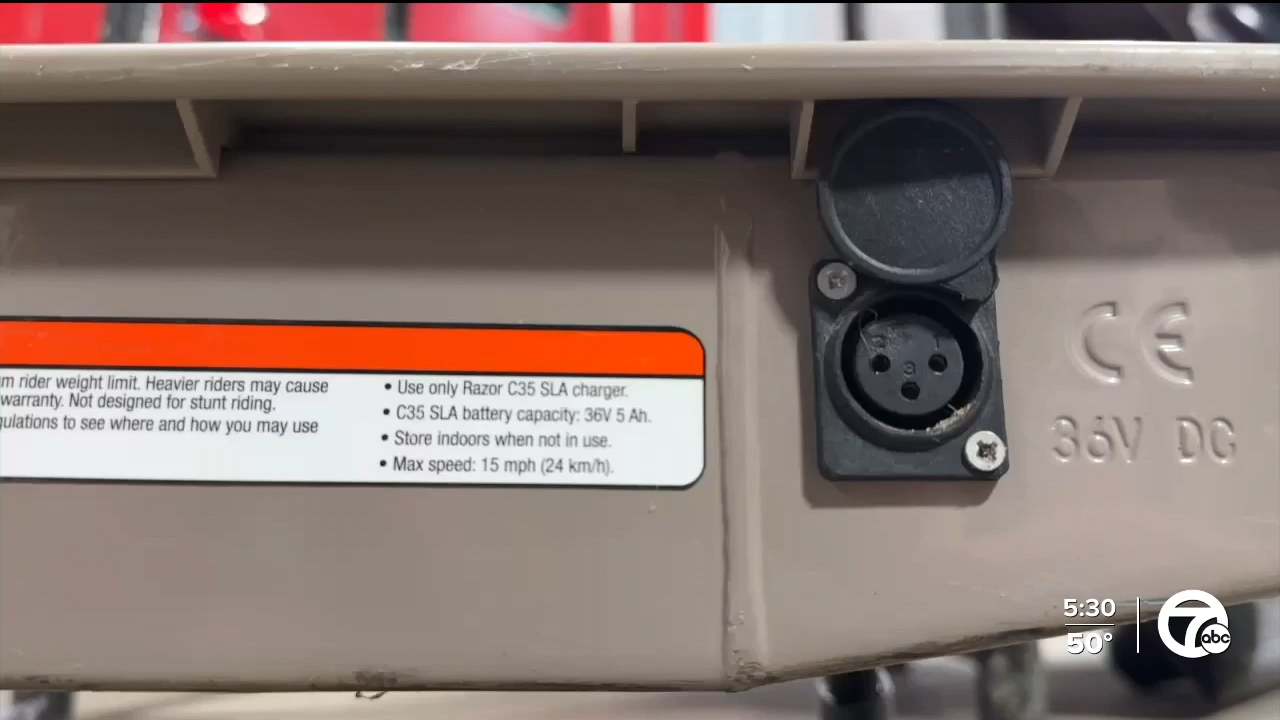 m rider weight limit. Heavier riders may cause
warranty. Not designed for stunt riding.
ulations to see where and how you may use
• Use only Razor C35 SLA charger.
• C35 SLA battery capacity: 36V 5 Ah.
• Store indoors when not in use.
• Max speed: 15 mph (24 km/h).
1
3
CE
36V DC
5:30
50°
7 abc